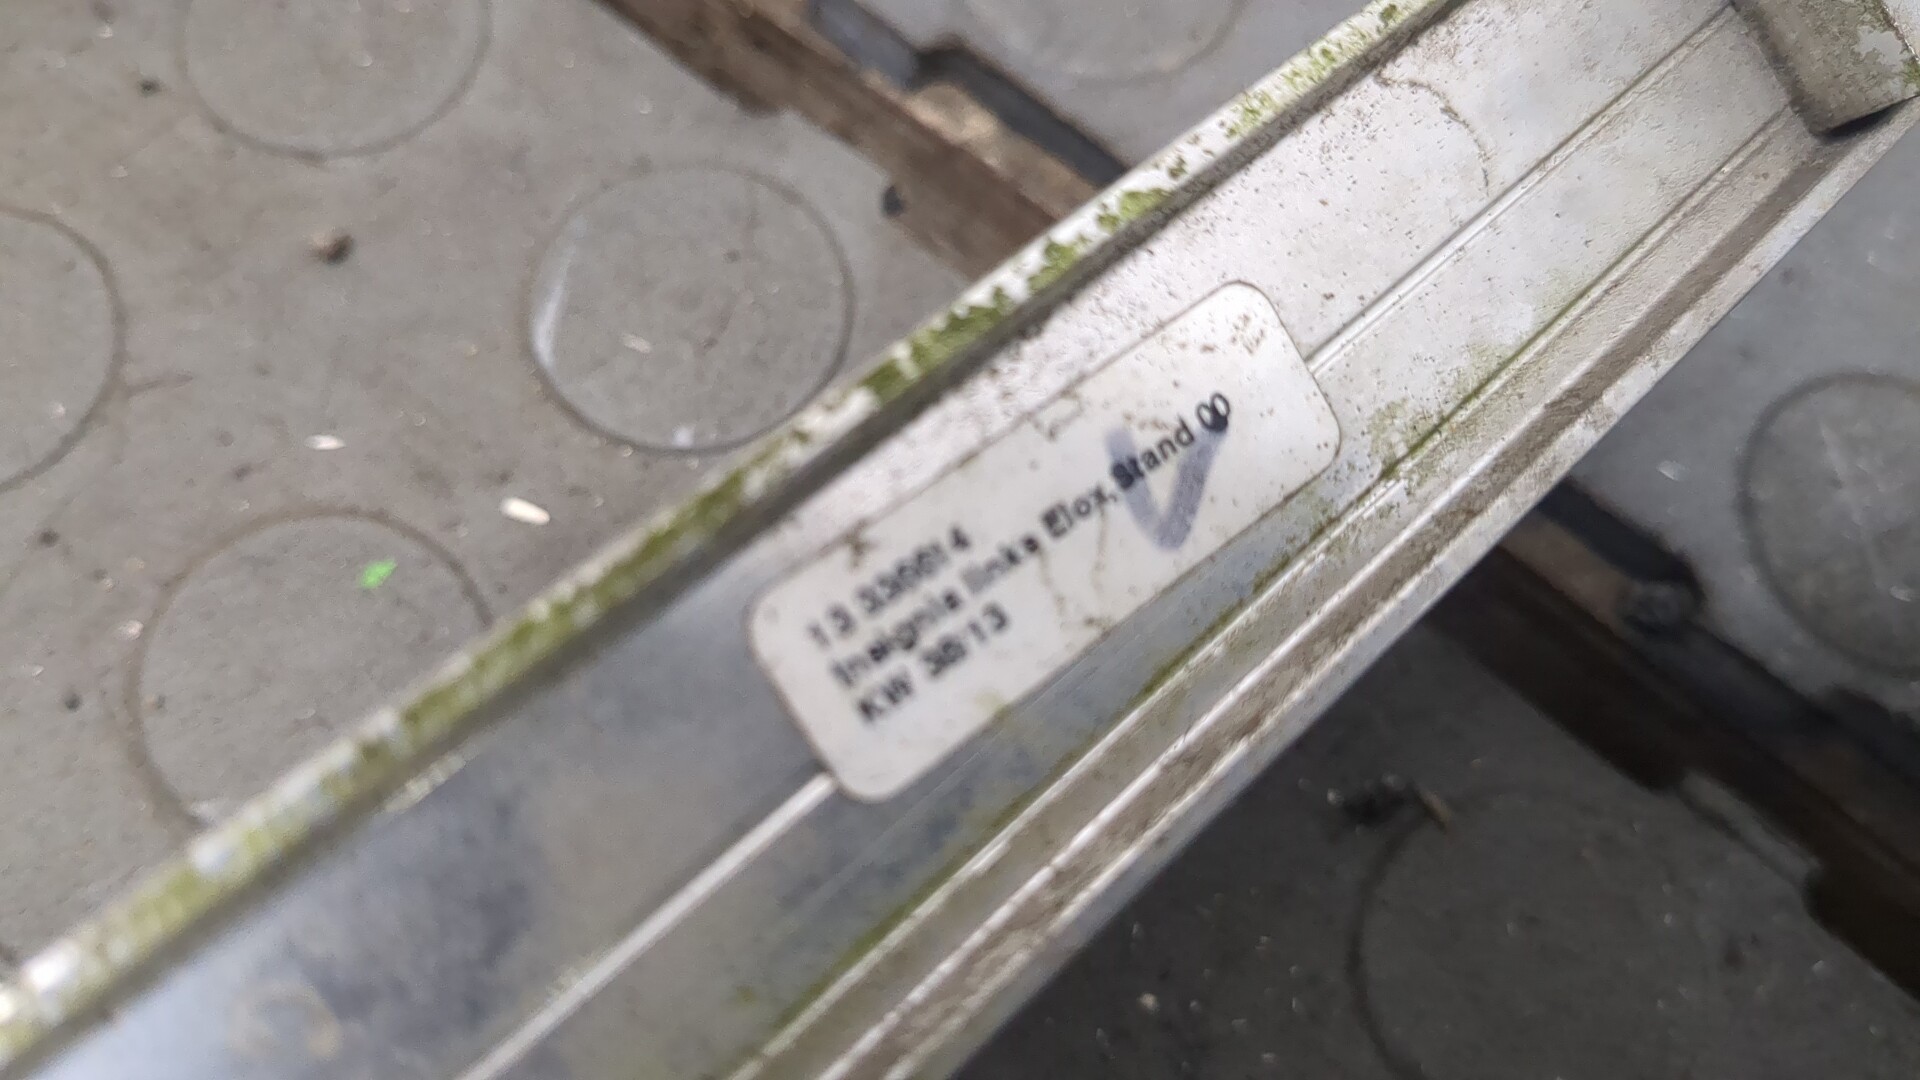 13 330014
Insignia links Elox, Stand 00
KW 38/13